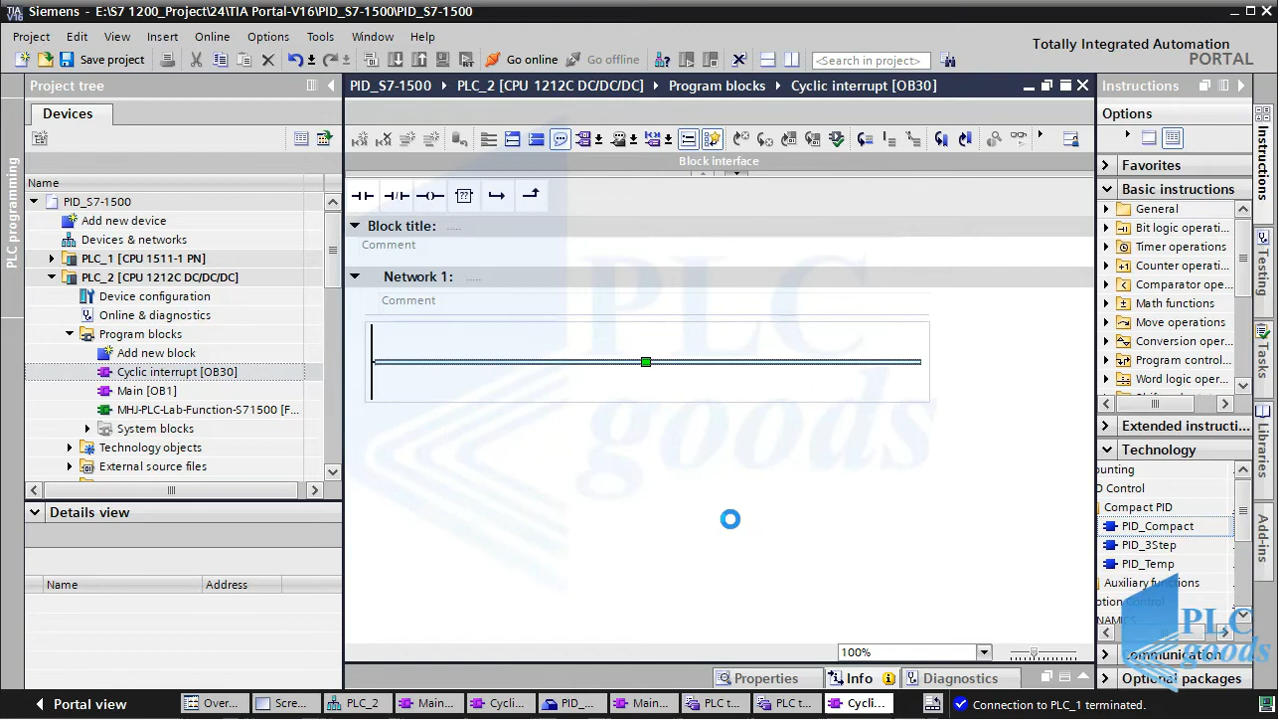 Siemens - E:\S7 1200_Project\24\TIA Portal-V16\PID_S7-1500\PID_S7-1500
Project Edit View Insert Online Options Tools Window Help
Totally Integrated Automation
PORTAL
Save project
Go online
Go offline
<Search in project>
Project tree
PID_S7-1500 PLC_2 [CPU 1212C DC/DC/DC] Program blocks Cyclic interrupt [OB30]
Instructions
Devices
Options
PLC programming
Name
PID_S7-1500
Add new device
Devices & networks
PLC_1 [CPU 1511-1 PN]
PLC_2 [CPU 1212C DC/DC/DC]
Device configuration
Online & diagnostics
Program blocks
Add new block
Cyclic interrupt [OB30]
Main [OB1]
MHJ-PLC-Lab-Function-S71500 [F...
System blocks
Technology objects
External source files
Details view
Name Address
Block interface
??
Block title: .....
Comment
Network 1: .....
Comment
PLC
goods
100%
Favorites
Basic instructions
General
Bit logic operati...
Timer operations
Counter operati...
Comparator ope...
Math functions
Move operations
Conversion oper...
Program control...
Word logic oper...
Extended instructi...
Technology
ounting
D Control
Compact PID
PID_Compact
PID_3Step
PID_Temp
Auxiliary functions
otion Control
Communication
Optional packages
PLC
goods
Instructions
Testing
Tasks
Libraries
Add-ins
Properties Info Diagnostics
Portal view Over... Scre... PLC_2 Main... Cycli... PID_... Main... PLC t... PLC t... Cycli... Connection to PLC_1 terminated.